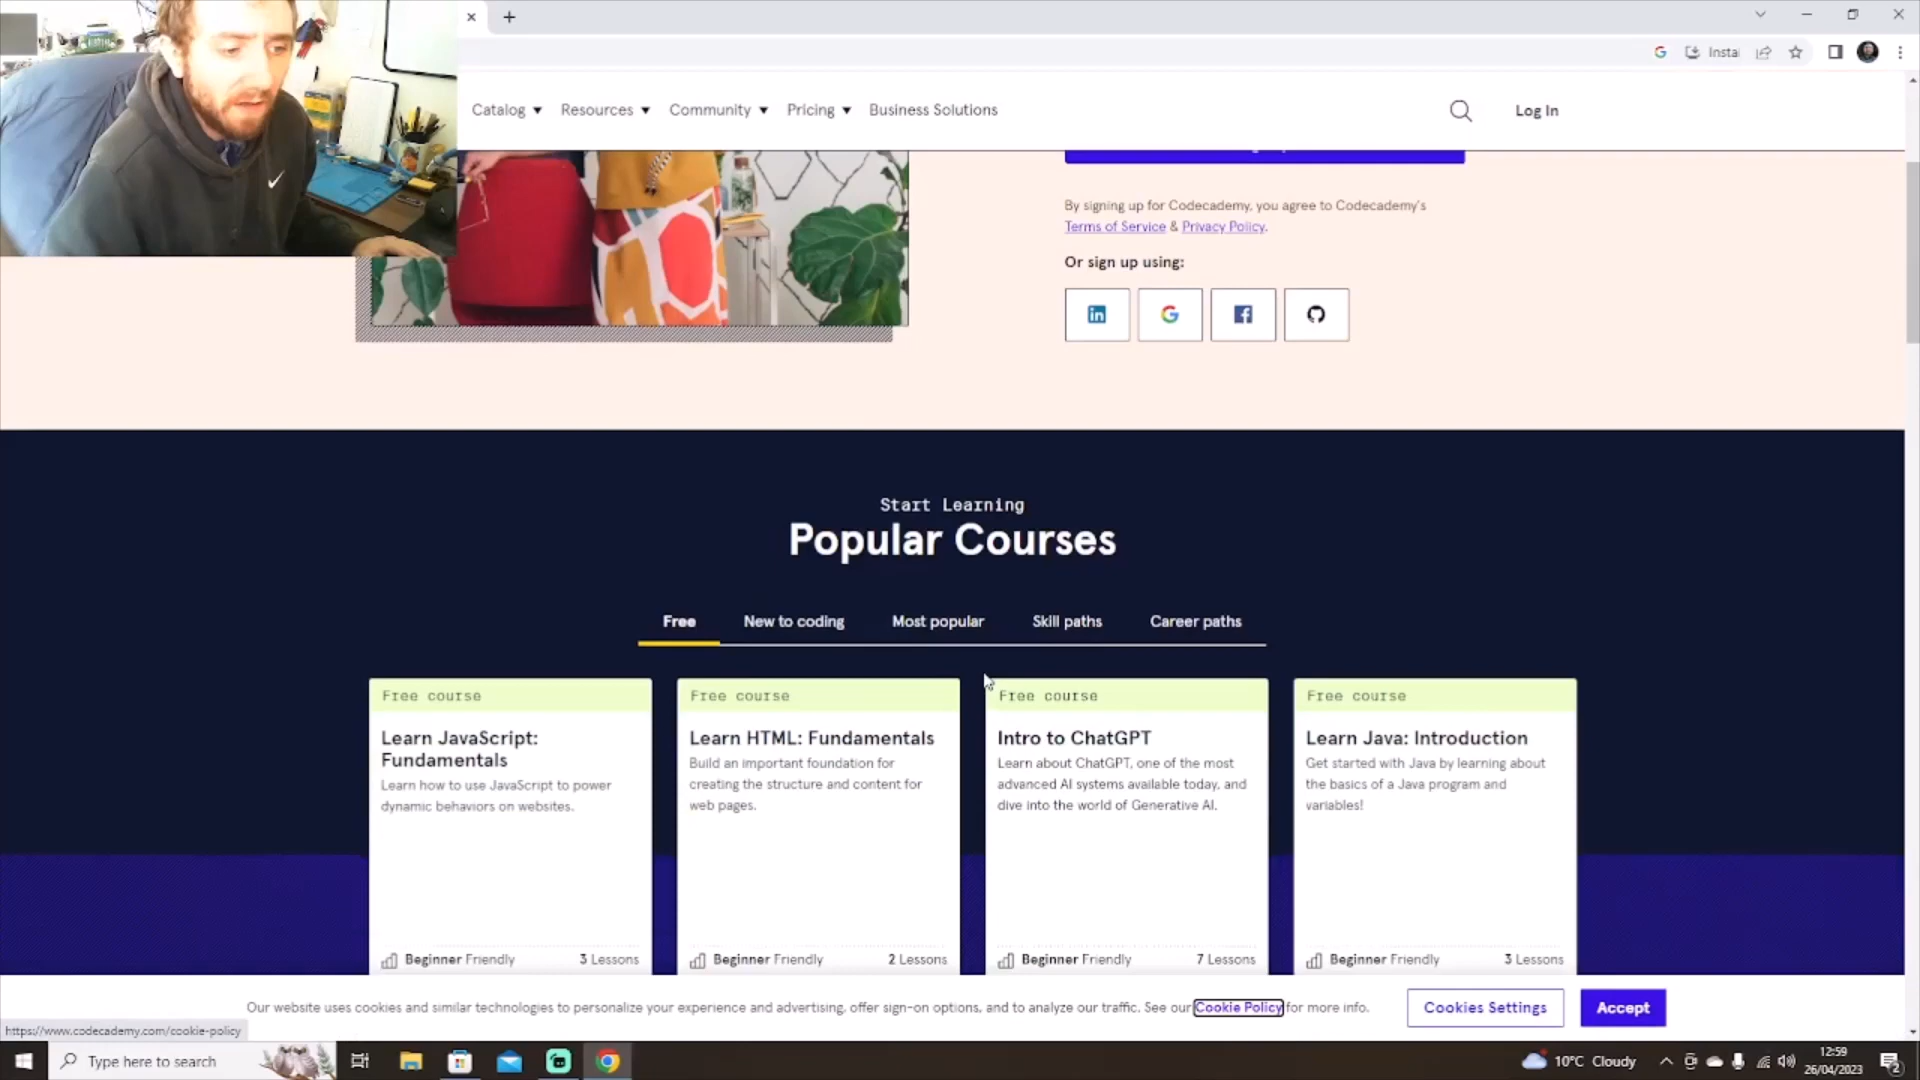 Insta
Catalog Resources Community Pricing Business Solutions
Log In
By signing up for Codecademy, you agree to Codecademy's
Terms of Service & Privacy Policy.
Or sign up using:
in G f
Start Learning
Popular Courses
Free New to coding Most popular Skill paths Career paths
Free course
Learn JavaScript:
Fundamentals
Learn how to use JavaScript to power
dynamic behaviors on websites.
Beginner Friendly 3 Lessons
Free course
Learn HTML: Fundamentals
Build an important foundation for
creating the structure and content for
web pages.
Beginner Friendly 2 Lessons
Free course
Intro to ChatGPT
Learn about ChatGPT, one of the most
advanced AI systems available today, and
dive into the world of Generative AI.
Beginner Friendly 7 Lessons
Free course
Learn Java: Introduction
Get started with Java by learning about
the basics of a Java program and
variables!
Beginner Friendly 3 Lessons
Our website uses cookies and similar technologies to personalize your experience and advertising, offer sign-on options, and to analyze our traffic. See our Cookie Policy for more info.
Cookies Settings
Accept
https://www.codecademy.com/cookie-policy
Type here to search
10°C Cloudy
12:59
26/04/2023
2